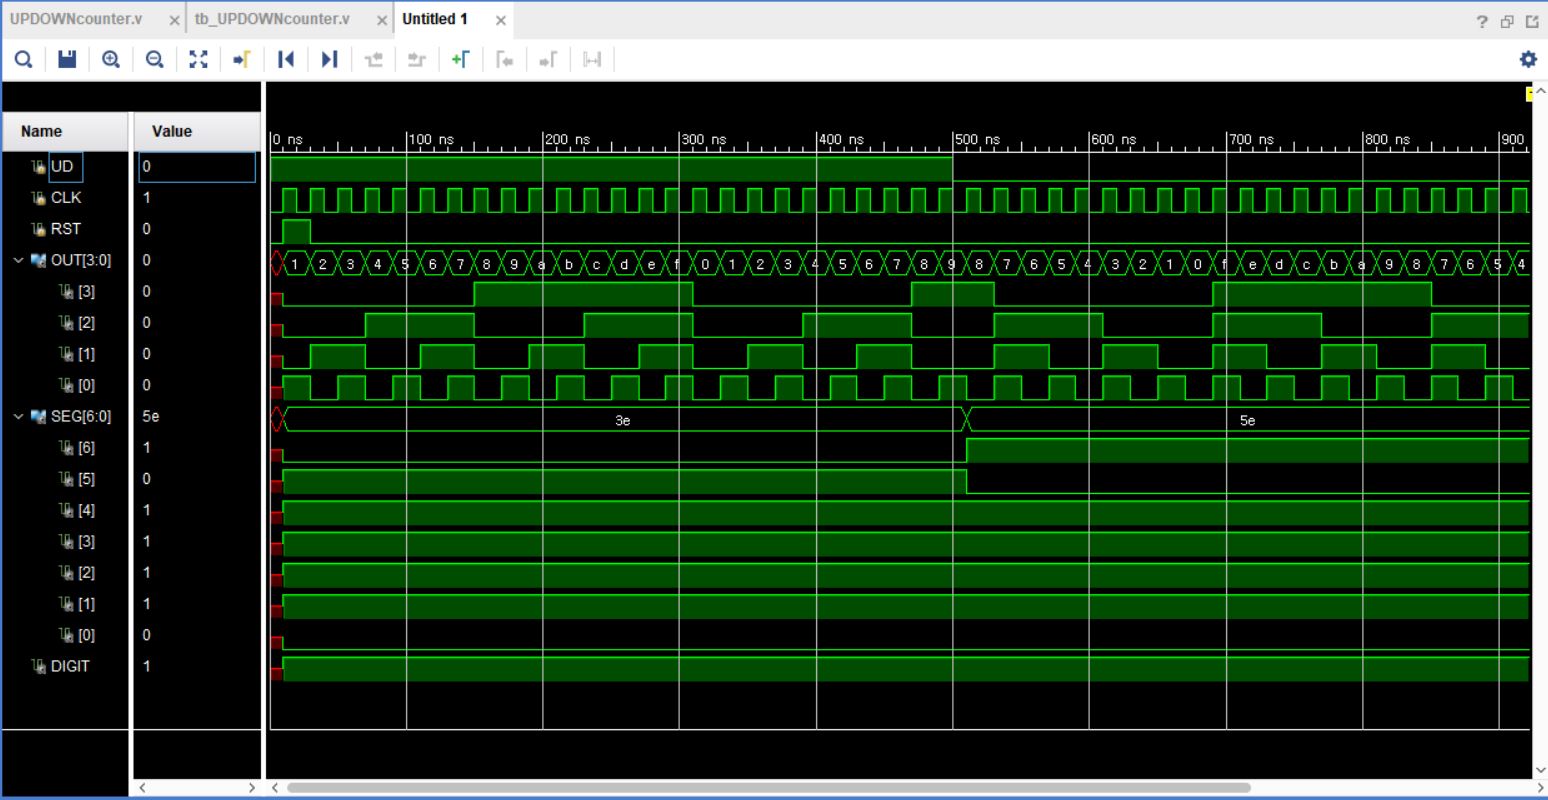 UPDOWNcounter.v × tb_UPDOWNcounter.v × Untitled 1 ×
?
Name Value
0 ns 100 ns 200 ns 300 ns 400 ns 500 ns 600 ns 700 ns 800 ns 900
UD 0
CLK 1
RST 0
OUT[3:0] 0 1 2 3 4 5 6 7 8 9 a b c d e f 0 1 2 3 4 5 6 7 8 9 8 7 6 5 4 3 2 1 0 f e d c b a 9 8 7 6 5 4
[3] 0
[2] 0
[1] 0
[0] 0
SEG[6:0] 5e 3e 5e
[6] 1
[5] 0
[4] 1
[3] 1
[2] 1
[1] 1
[0] 0
DIGIT 1